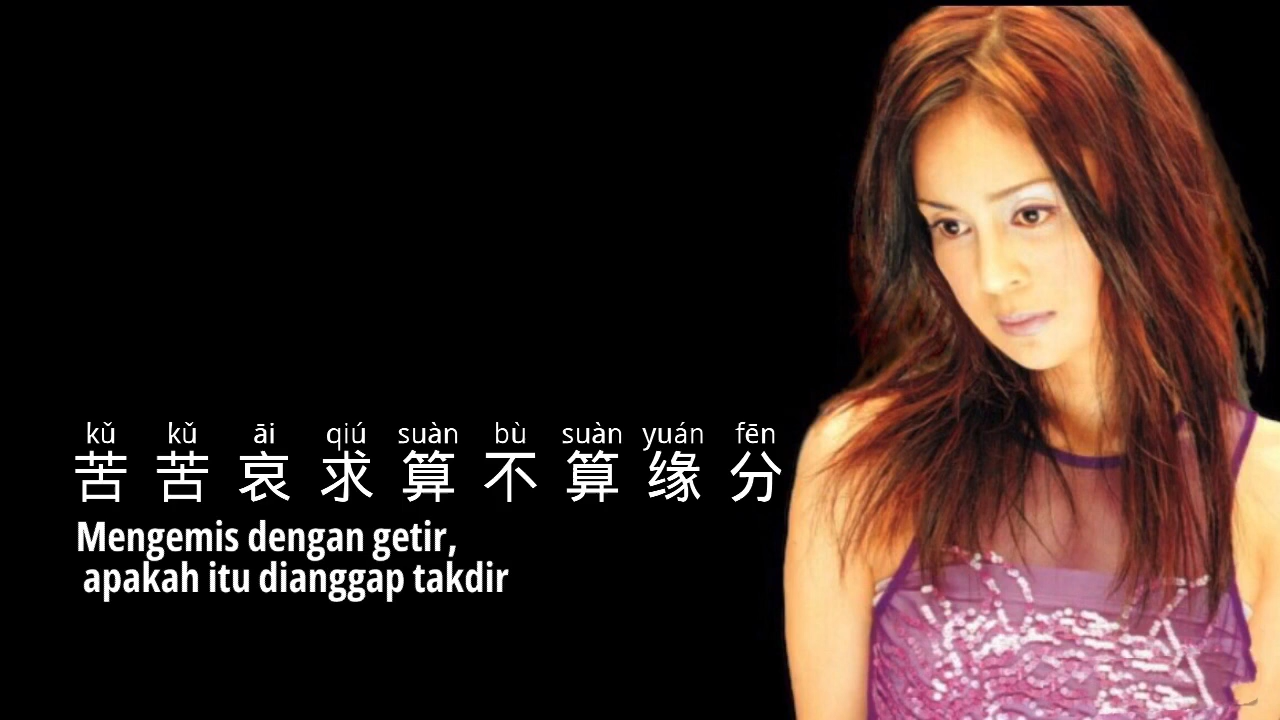 kǔ kǔ āi qiú suàn bù suàn yuán fēn
苦苦哀求算不算缘分
Mengemis dengan getir,
apakah itu dianggap takdir